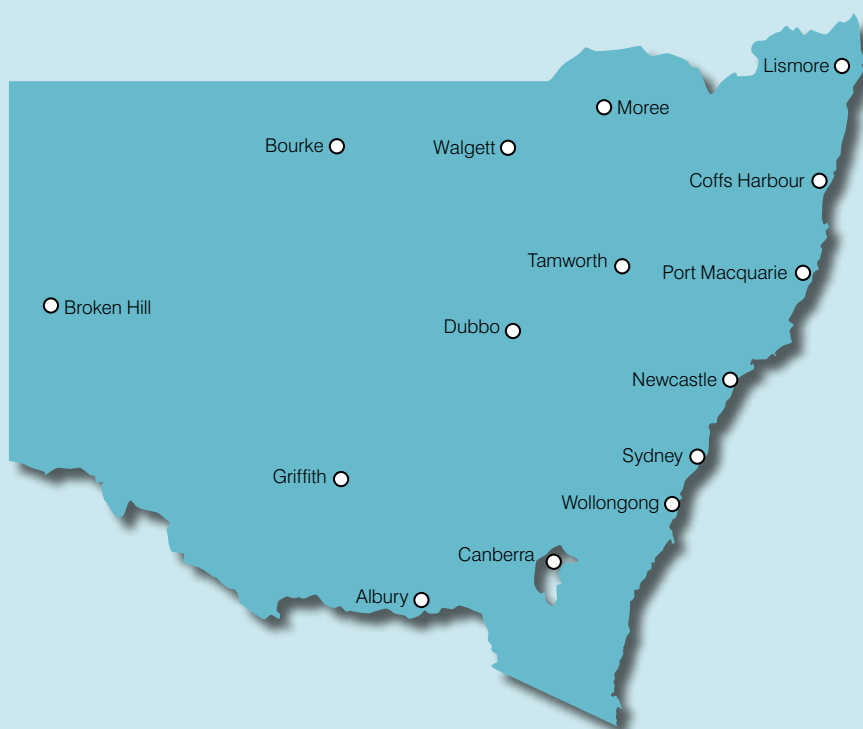 Lismore
Moree
Bourke
Walgett
Coffs Harbour
Tamworth
Port Macquarie
Broken Hill
Dubbo
Newcastle
Sydney
Griffith
Wollongong
Canberra
Albury